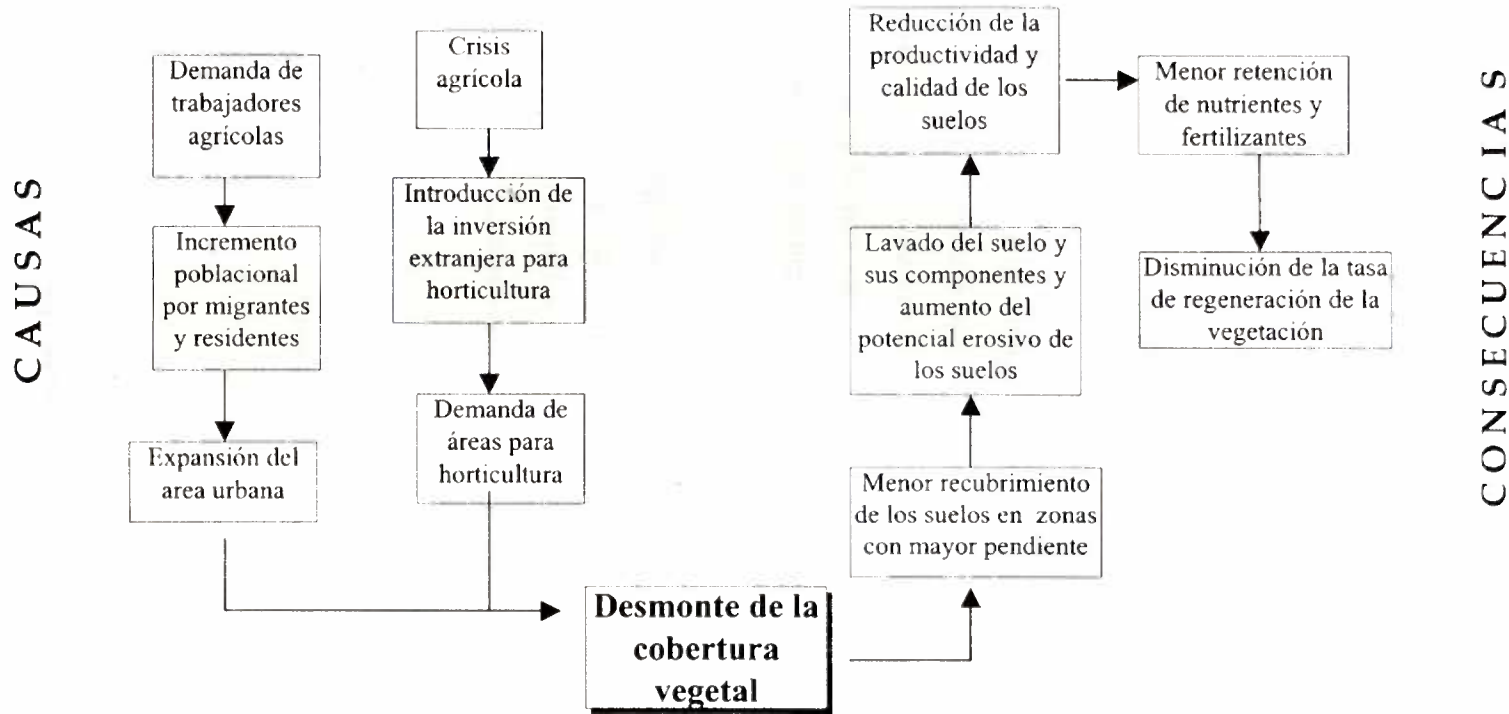 CAUSAS
Demanda de
trabajadores
agrícolas
Incremento
poblacional
por migrantes
y residentes
Expansión del
area urbana
Crisis
agrícola
Introducción de
la inversión
extranjera para
horticultura
Demanda de
áreas para
horticultura
Desmonte de la
cobertura
vegetal
Menor recubrimiento
de los suelos en zonas
con mayor pendiente
Lavado del suelo y
sus componentes y
aumento del
potencial erosivo de
los suelos
Reducción de la
productividad y
calidad de los
suelos
Menor retención
de nutrientes y
fertilizantes
Disminución de la tasa
de regeneración de la
vegetación
CONSECUENCIAS